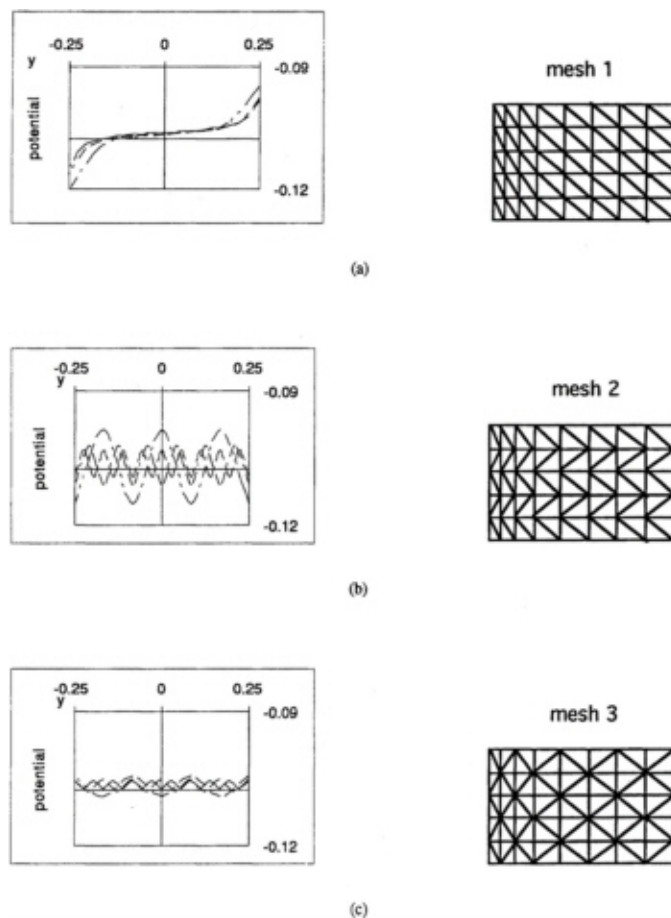 -0.25 0 0.25
y
-0.09
potential
-0.12
mesh 1
(a)
-0.25 0 0.25
y
-0.09
potential
-0.12
mesh 2
(b)
-0.25 0 0.25
y
-0.09
potential
-0.12
mesh 3
(c)